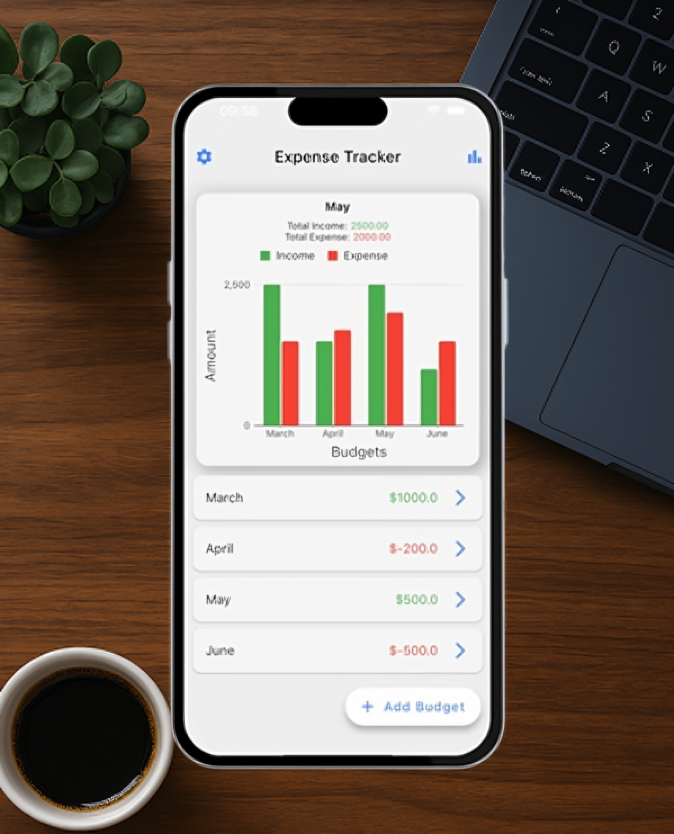 09:56
Expense Tracker
May
Total Income: 2500.00
Total Expense: 2000.00
Income Expense
2,500
Amount
0
March April May June
Budgets
March $1000.0
April $-200.0
May $500.0
June $-500.0
+ Add Budget
2
Q W
A S
Z X